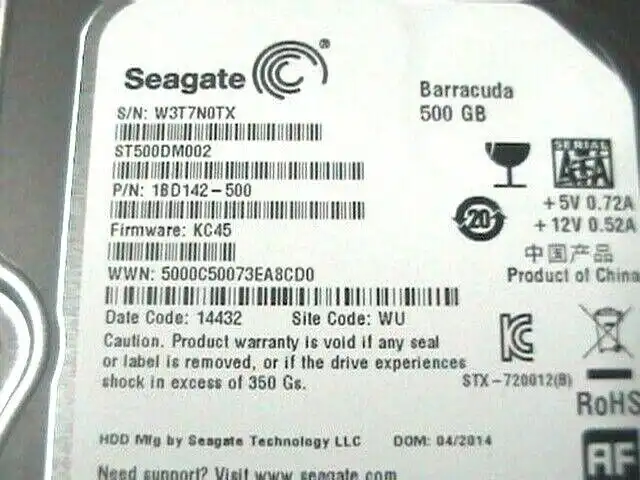 Seagate ®
Barracuda
500 GB
S/N: W3T7N0TX
ST500DM002
P/N: 1BD142-500
Firmware: KC45
WWN: 5000C50073EA8CD0
Date Code: 14432 Site Code: WU
Caution. Product warranty is void if any seal
or label is removed, or if the drive experiences
shock in excess of 350 Gs.
HDD Mfg by Seagate Technology LLC DOM: 04/2014
Need support? Visit www.seagate.com
SERIAL
ATA
+5V 0.72A
+12V 0.52A
20
中国产品
Product of China
STX-720012(B)
RoHS
AF